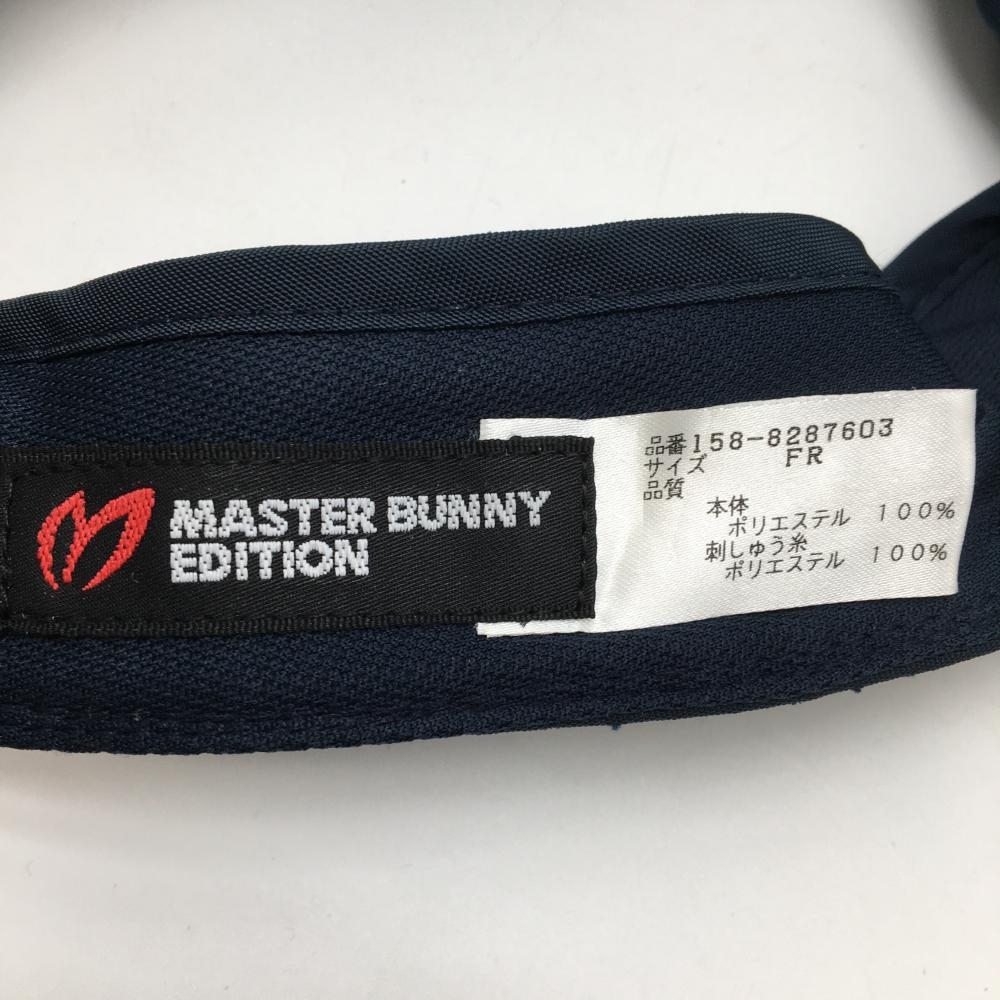 MASTER BUNNY
EDITION
品番158-8287603
サイズ FR
品質
本体
ポリエステル 100%
刺しゅう糸
ポリエステル 100%